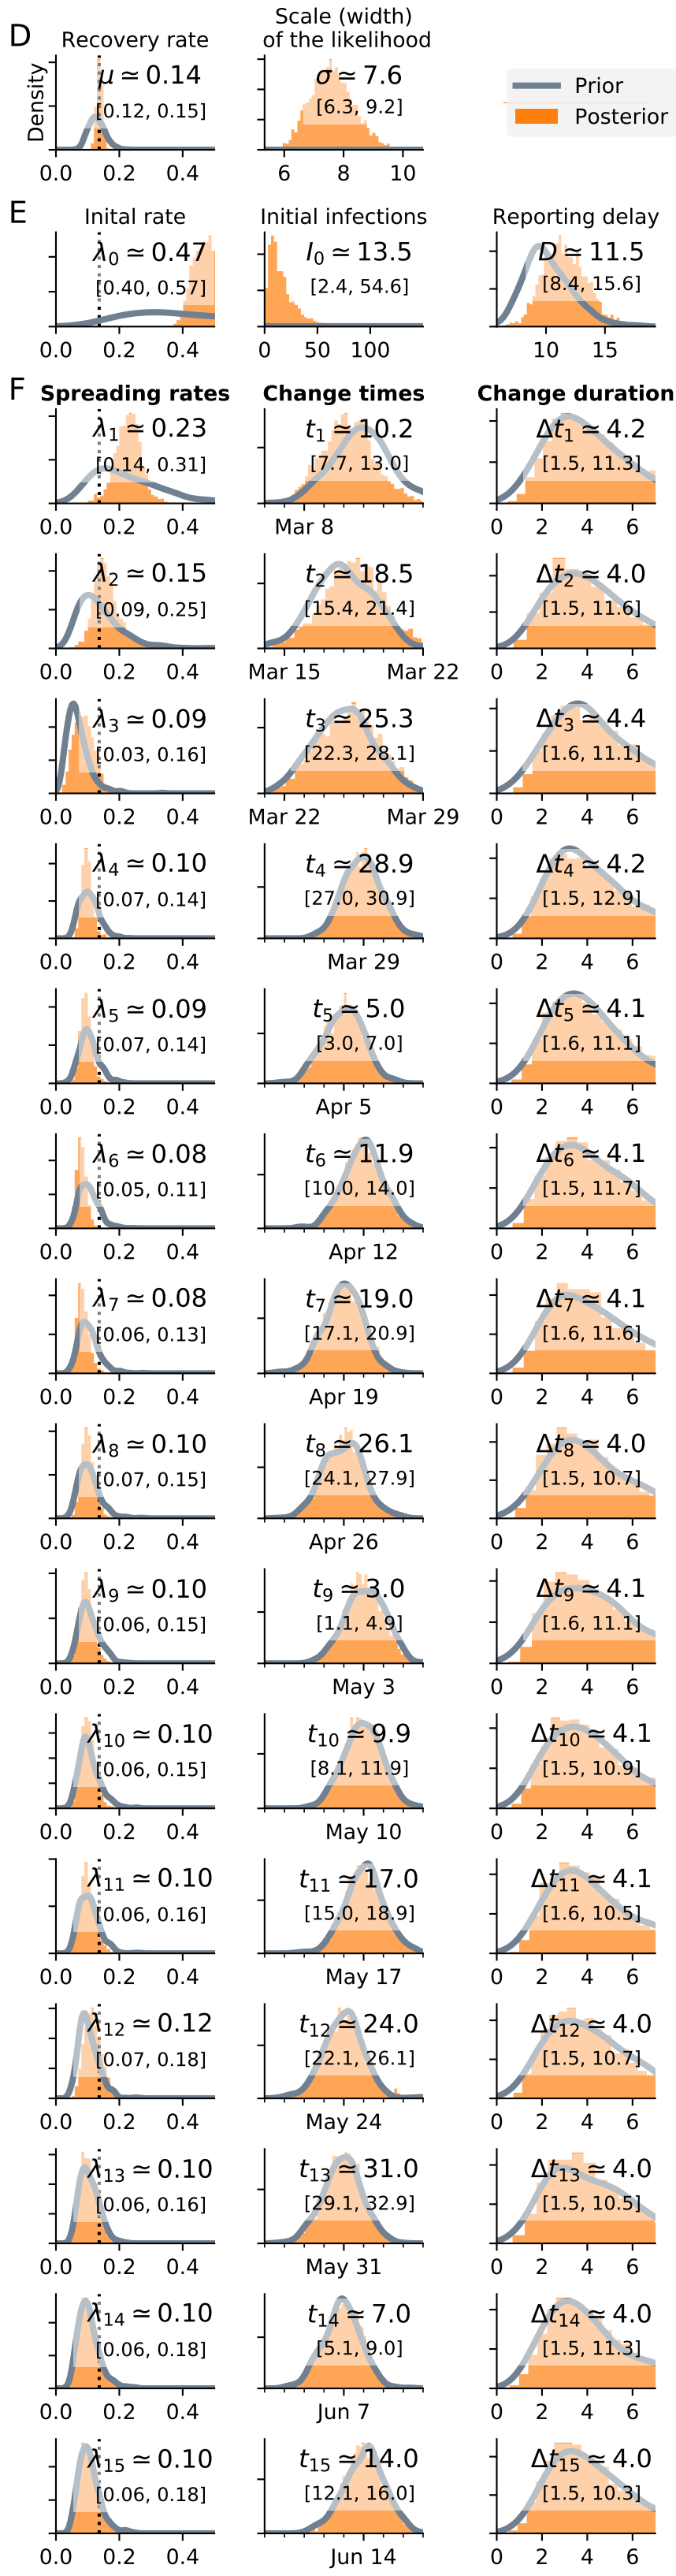 D
Recovery rate
Scale (width)
of the likelihood
Density
μ ≃ 0.14
[0.12, 0.15]
0.0 0.2 0.4
σ ≃ 7.6
[6.3, 9.2]
6 8 10
Prior
Posterior
E
Inital rate
Initial infections
Reporting delay
λ0 ≃ 0.47
[0.40, 0.57]
0.0 0.2 0.4
I0 ≃ 13.5
[2.4, 54.6]
0 50 100
D ≃ 11.5
[8.4, 15.6]
10 15
F
Spreading rates
Change times
Change duration
λ1 ≃ 0.23
[0.14, 0.31]
0.0 0.2 0.4
t1 ≃ 10.2
[7.7, 13.0]
Mar 8
Δt1 ≃ 4.2
[1.5, 11.3]
0 2 4 6
λ2 ≃ 0.15
[0.09, 0.25]
0.0 0.2 0.4
t2 ≃ 18.5
[15.4, 21.4]
Mar 15 Mar 22
Δt2 ≃ 4.0
[1.5, 11.6]
0 2 4 6
λ3 ≃ 0.09
[0.03, 0.16]
0.0 0.2 0.4
t3 ≃ 25.3
[22.3, 28.1]
Mar 22 Mar 29
Δt3 ≃ 4.4
[1.6, 11.1]
0 2 4 6
λ4 ≃ 0.10
[0.07, 0.14]
0.0 0.2 0.4
t4 ≃ 28.9
[27.0, 30.9]
Mar 29
Δt4 ≃ 4.2
[1.5, 12.9]
0 2 4 6
λ5 ≃ 0.09
[0.07, 0.14]
0.0 0.2 0.4
t5 ≃ 5.0
[3.0, 7.0]
Apr 5
Δt5 ≃ 4.1
[1.6, 11.1]
0 2 4 6
λ6 ≃ 0.08
[0.05, 0.11]
0.0 0.2 0.4
t6 ≃ 11.9
[10.0, 14.0]
Apr 12
Δt6 ≃ 4.1
[1.5, 11.7]
0 2 4 6
λ7 ≃ 0.08
[0.06, 0.13]
0.0 0.2 0.4
t7 ≃ 19.0
[17.1, 20.9]
Apr 19
Δt7 ≃ 4.1
[1.6, 11.6]
0 2 4 6
λ8 ≃ 0.10
[0.07, 0.15]
0.0 0.2 0.4
t8 ≃ 26.1
[24.1, 27.9]
Apr 26
Δt8 ≃ 4.0
[1.5, 10.7]
0 2 4 6
λ9 ≃ 0.10
[0.06, 0.15]
0.0 0.2 0.4
t9 ≃ 3.0
[1.1, 4.9]
May 3
Δt9 ≃ 4.1
[1.6, 11.1]
0 2 4 6
λ10 ≃ 0.10
[0.06, 0.15]
0.0 0.2 0.4
t10 ≃ 9.9
[8.1, 11.9]
May 10
Δt10 ≃ 4.1
[1.5, 10.9]
0 2 4 6
λ11 ≃ 0.10
[0.06, 0.16]
0.0 0.2 0.4
t11 ≃ 17.0
[15.0, 18.9]
May 17
Δt11 ≃ 4.1
[1.6, 10.5]
0 2 4 6
λ12 ≃ 0.12
[0.07, 0.18]
0.0 0.2 0.4
t12 ≃ 24.0
[22.1, 26.1]
May 24
Δt12 ≃ 4.0
[1.5, 10.7]
0 2 4 6
λ13 ≃ 0.10
[0.06, 0.16]
0.0 0.2 0.4
t13 ≃ 31.0
[29.1, 32.9]
May 31
Δt13 ≃ 4.0
[1.5, 10.5]
0 2 4 6
λ14 ≃ 0.10
[0.06, 0.18]
0.0 0.2 0.4
t14 ≃ 7.0
[5.1, 9.0]
Jun 7
Δt14 ≃ 4.0
[1.5, 11.3]
0 2 4 6
λ15 ≃ 0.10
[0.06, 0.18]
0.0 0.2 0.4
t15 ≃ 14.0
[12.1, 16.0]
Jun 14
Δt15 ≃ 4.0
[1.5, 10.3]
0 2 4 6